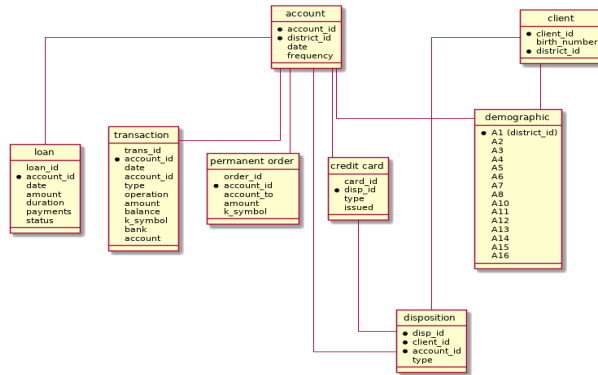 account
account_id
district_id
date
frequency
client
client_id
birth_number
district_id
loan
loan_id
account_id
date
amount
duration
payments
status
transaction
trans_id
account_id
date
account_id
type
operation
amount
balance
k_symbol
bank
account
permanent order
order_id
account_id
account_to
amount
k_symbol
credit card
card_id
disp_id
type
issued
demographic
A1 (district_id)
A2
A3
A4
A5
A6
A7
A8
A10
A11
A12
A13
A14
A15
A16
disposition
disp_id
client_id
account_id
type